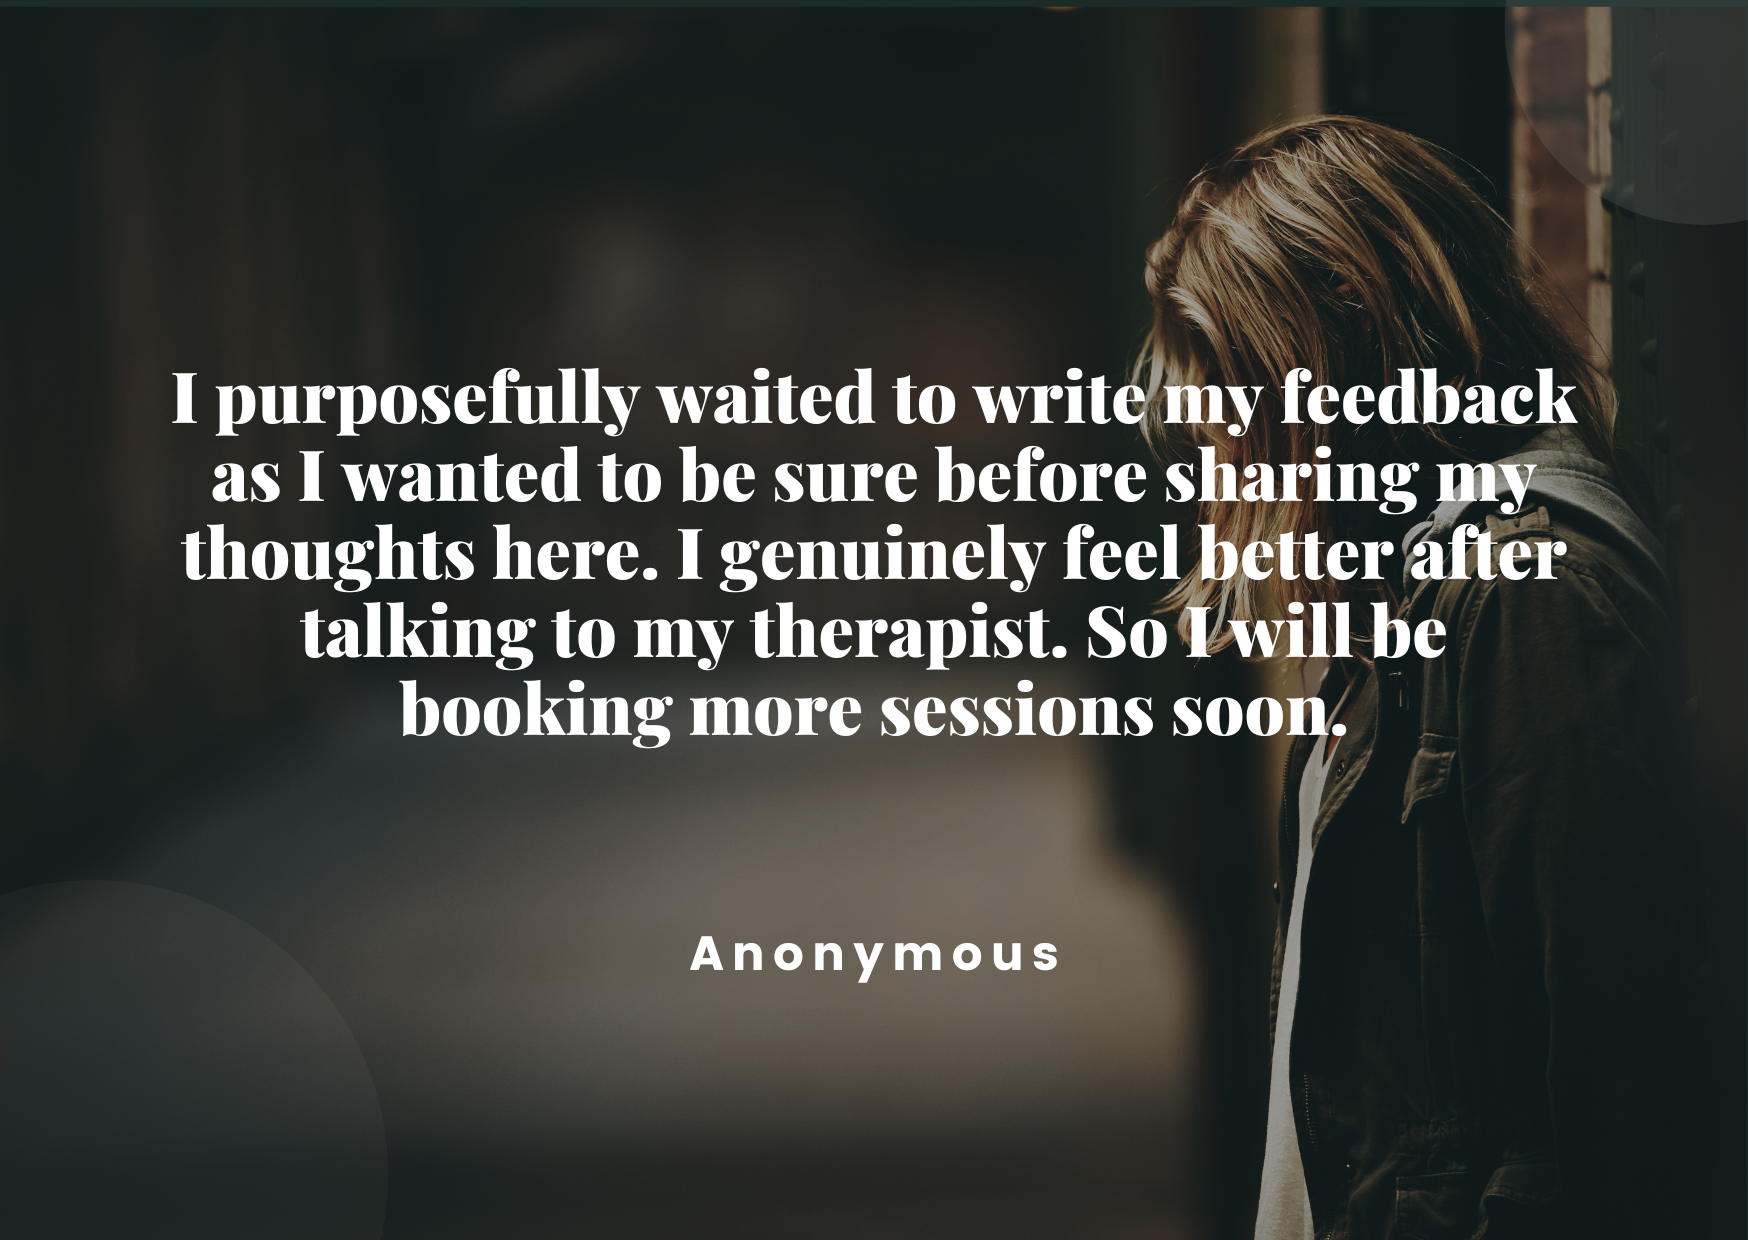 I purposefully waited to write my feedback
as I wanted to be sure before sharing my
thoughts here. I genuinely feel better after
talking to my therapist. So I will be
booking more sessions soon.
Anonymous